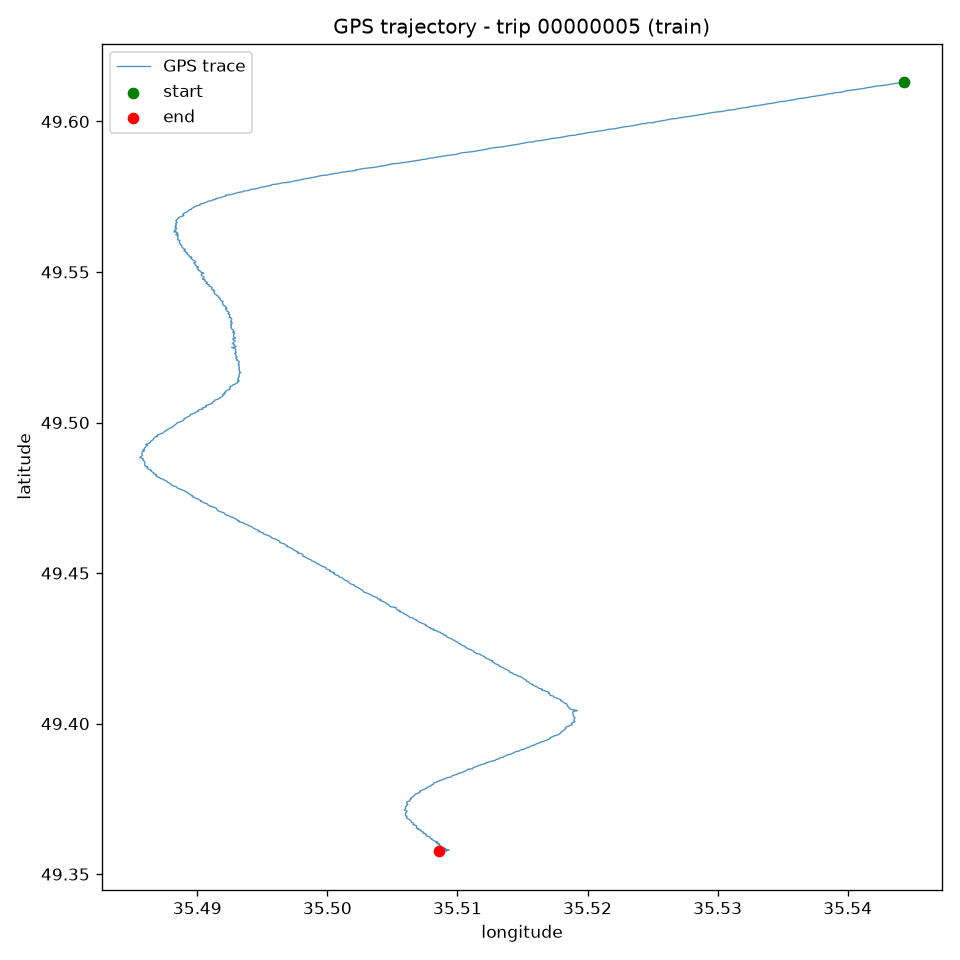 GPS trajectory - trip 00000005 (train)
GPS trace
start
end
49.60
49.55
49.50
49.45
49.40
49.35
latitude
35.49 35.50 35.51 35.52 35.53 35.54
longitude